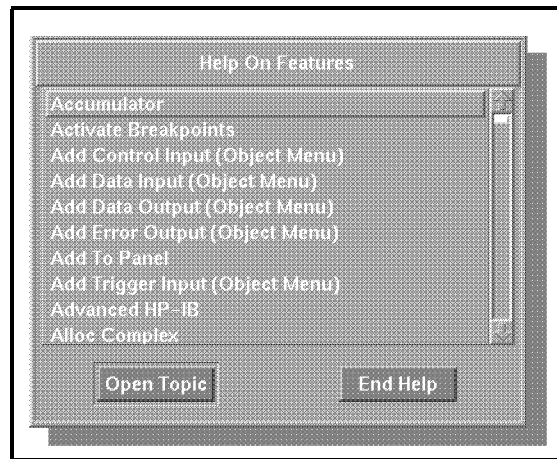 Help On Features
Accumulator
Activate Breakpoints
Add Control Input (Object Menu)
Add Data Input (Object Menu)
Add Data Output (Object Menu)
Add Error Output (Object Menu)
Add To Panel
Add Trigger Input (Object Menu)
Advanced HP-IB
Alloc Complex
Open Topic
End Help